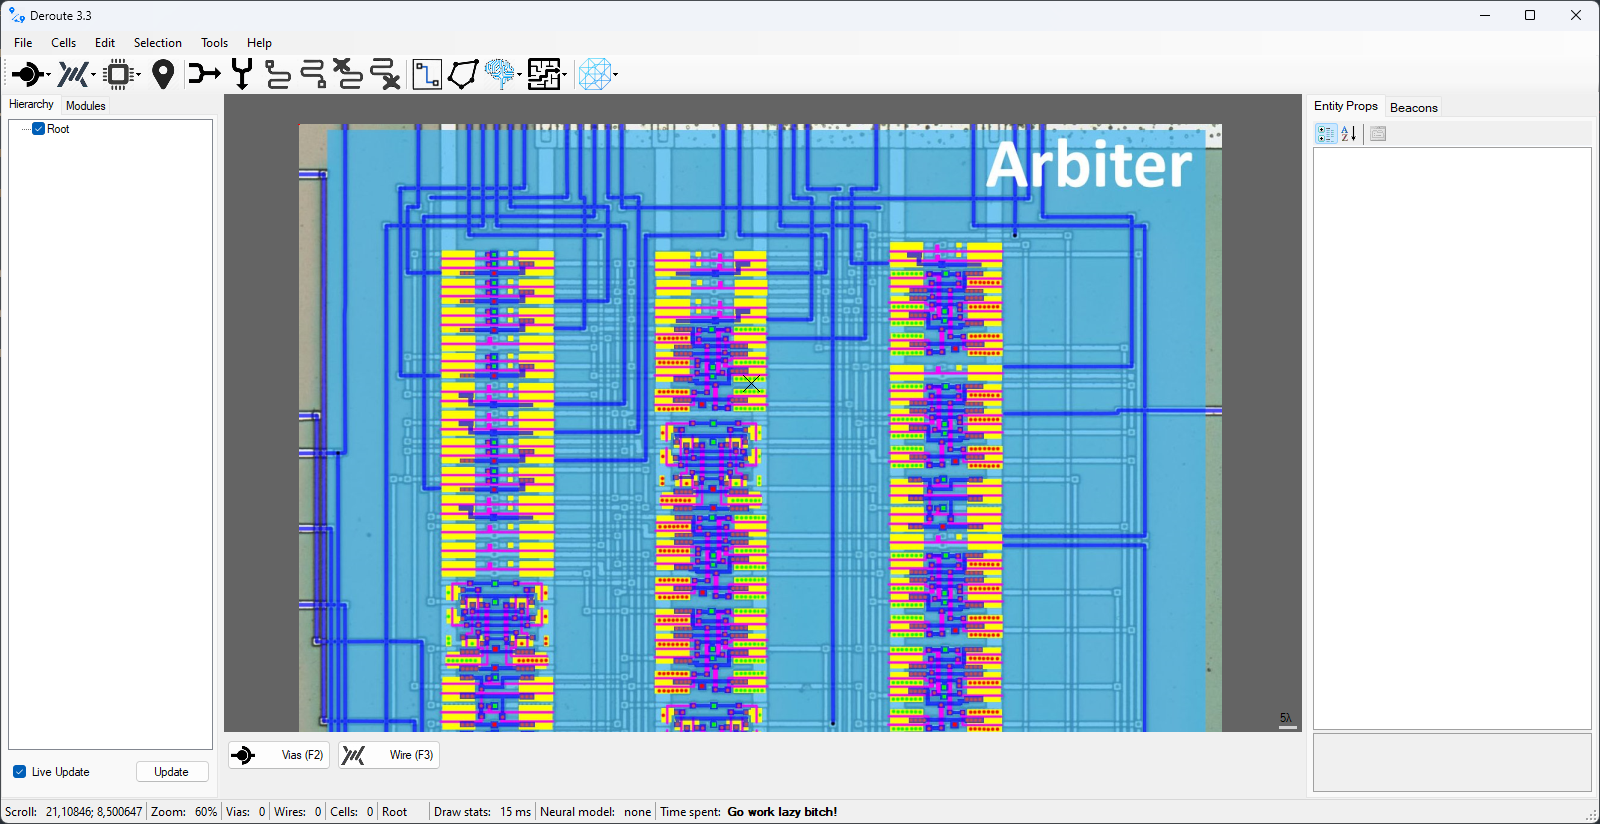 Deroute 3.3
File Cells Edit Selection Tools Help
Hierarchy Modules
Root
Arbiter
5λ
Entity Props Beacons
Live Update Update
Vias (F2) Wire (F3)
Scroll: 21,10846; 8,500647 Zoom: 60% Vias: 0 Wires: 0 Cells: 0 Root Draw stats: 15 ms Neural model: none Time spent: Go work lazy bitch!